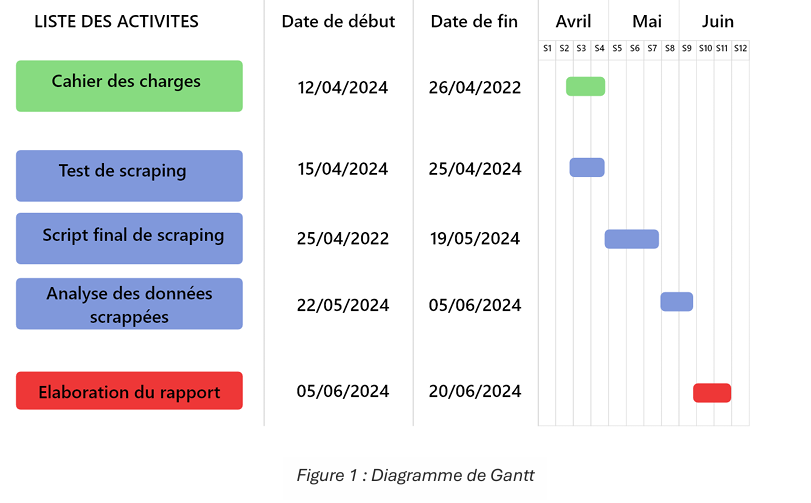 LISTE DES ACTIVITES Date de début Date de fin Avril Mai Juin
S1 S2 S3 S4 S5 S6 S7 S8 S9 S10 S11 S12
Cahier des charges 12/04/2024 26/04/2022
Test de scraping 15/04/2024 25/04/2024
Script final de scraping 25/04/2022 19/05/2024
Analyse des données
scrappées 22/05/2024 05/06/2024
Elaboration du rapport 05/06/2024 20/06/2024
Figure 1 : Diagramme de Gantt